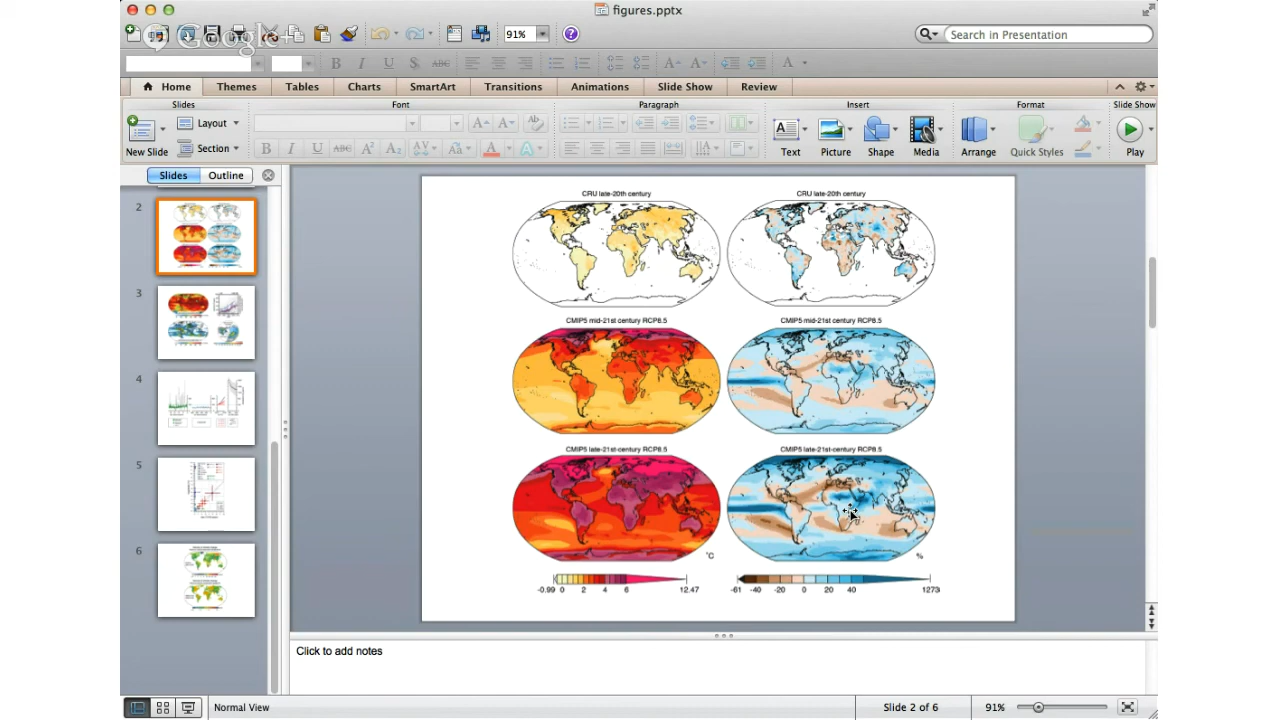 figures.pptx
Google+
91%
Search in Presentation
Home Themes Tables Charts SmartArt Transitions Animations Slide Show Review
Slides Font Paragraph Insert Format Slide Show
New Slide Layout Section Text Picture Shape Media Arrange Quick Styles Play
Slides Outline
2
3
4
5
6
CRU late-20th century CRU late-20th century
CMIP5 mid-21st century RCP8.5 CMIP5 mid-21st century RCP8.5
CMIP5 late-21st-century RCP8.5 CMIP5 late-21st-century RCP8.5
°C %
-0.99 0 2 4 6 12.47 -61 -40 -20 0 20 40 1273
Click to add notes
Normal View Slide 2 of 6 91%